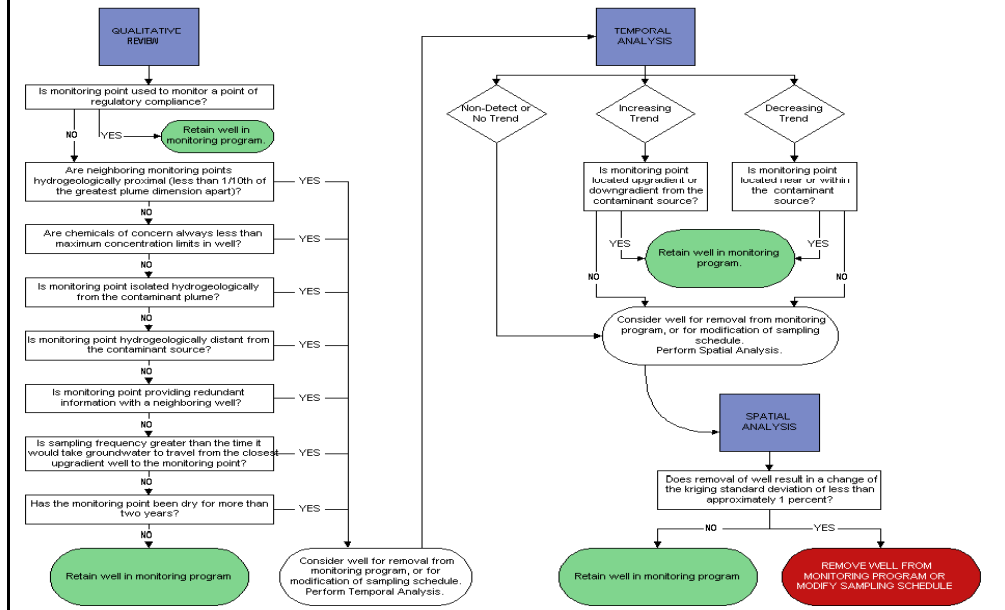 QUALITATIVE
REVIEW
Is monitoring point used to monitor a point of
regulatory compliance?
NO
YES
Retain well in
monitoring program.
Are neighboring monitoring points
hydrogeologically proximal (less than 1/10th of
the greatest plume dimension apart)?
YES
NO
Are chemicals of concern always less than
maximum concentration limits in well?
YES
NO
Is monitoring point isolated hydrogeologically
from the contaminant plume?
YES
NO
Is monitoring point hydrogeologically distant from
the contaminant source?
YES
NO
Is monitoring point providing redundant
information with a neighboring well?
YES
NO
Is sampling frequency greater than the time it
would take groundwater to travel from the closest
upgradient well to the monitoring point?
YES
NO
Has the monitoring point been dry for more than
two years?
YES
NO
Retain well in monitoring program
Consider well for removal from
monitoring program, or for
modification of sampling schedule.
Perform Temporal Analysis.
TEMPORAL
ANALYSIS
Non-Detect or
No Trend
Increasing
Trend
Decreasing
Trend
Is monitoring point
located upgradient or
downgradient from the
contaminant source?
Is monitoring point
located near or within
the contaminant
source?
YES
YES
Retain well in monitoring
program.
NO
NO
Consider well for removal from monitoring
program, or for modification of sampling
schedule.
Perform Spatial Analysis.
SPATIAL
ANALYSIS
Does removal of well result in a change of
the kriging standard deviation of less than
approximately 1 percent?
NO
YES
Retain well in monitoring program
REMOVE WELL FROM
MONITORING PROGRAM OR
MODIFY SAMPLING SCHEDULE